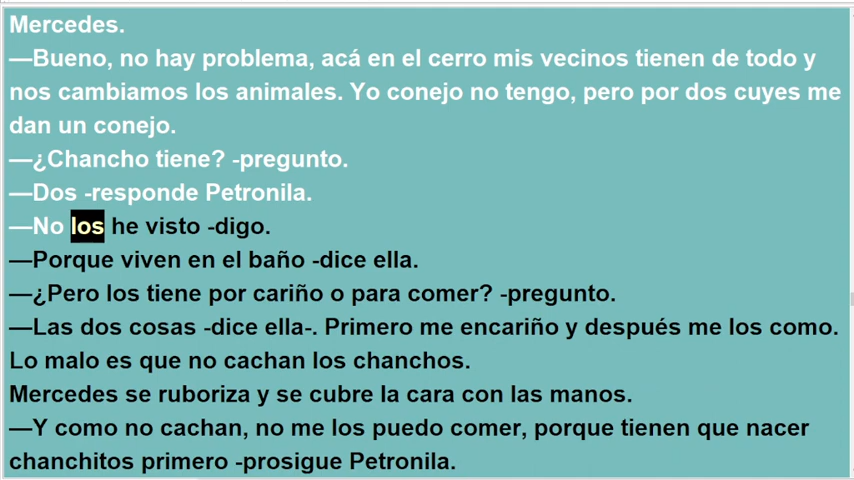 Mercedes.
—Bueno, no hay problema, acá en el cerro mis vecinos tienen de todo y
nos cambiamos los animales. Yo conejo no tengo, pero por dos cuyes me
dan un conejo.
—¿Chancho tiene? -pregunto.
—Dos -responde Petronila.
—No los he visto -digo.
—Porque viven en el baño -dice ella.
—¿Pero los tiene por cariño o para comer? -pregunto.
—Las dos cosas -dice ella-. Primero me encariño y después me los como.
Lo malo es que no cachan los chanchos.
Mercedes se ruboriza y se cubre la cara con las manos.
—Y como no cachan, no me los puedo comer, porque tienen que nacer
chanchitos primero -prosigue Petronila.